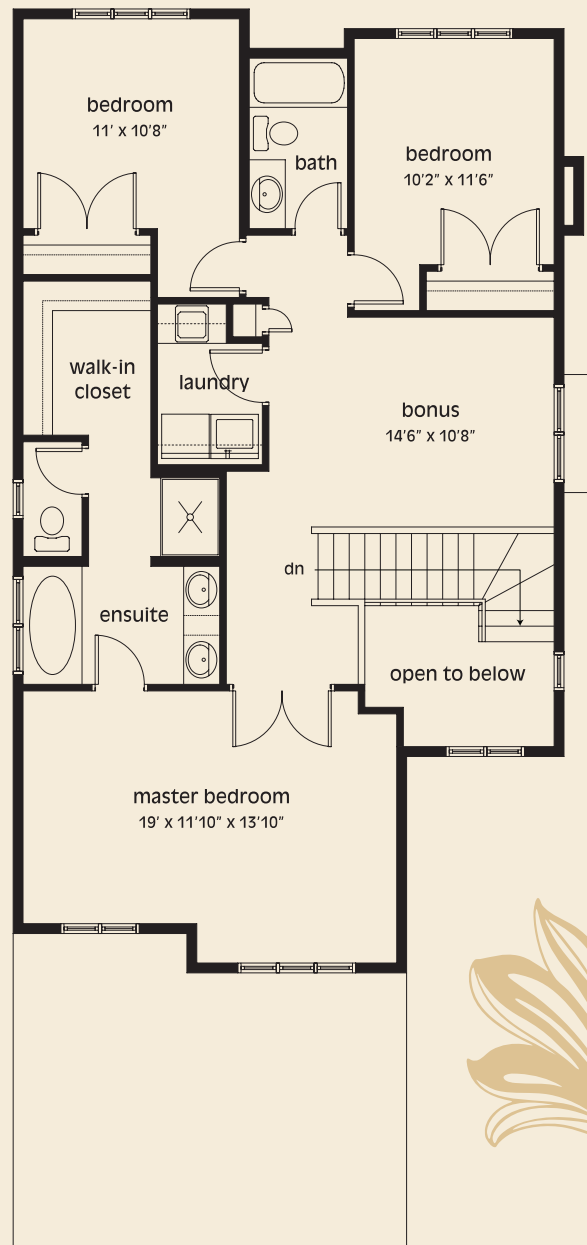 bedroom
11' x 10'8"
bath
bedroom
10'2" x 11'6"
walk-in
closet
laundry
bonus
14'6" x 10'8"
dn
ensuite
open to below
master bedroom
19' x 11'10" x 13'10"